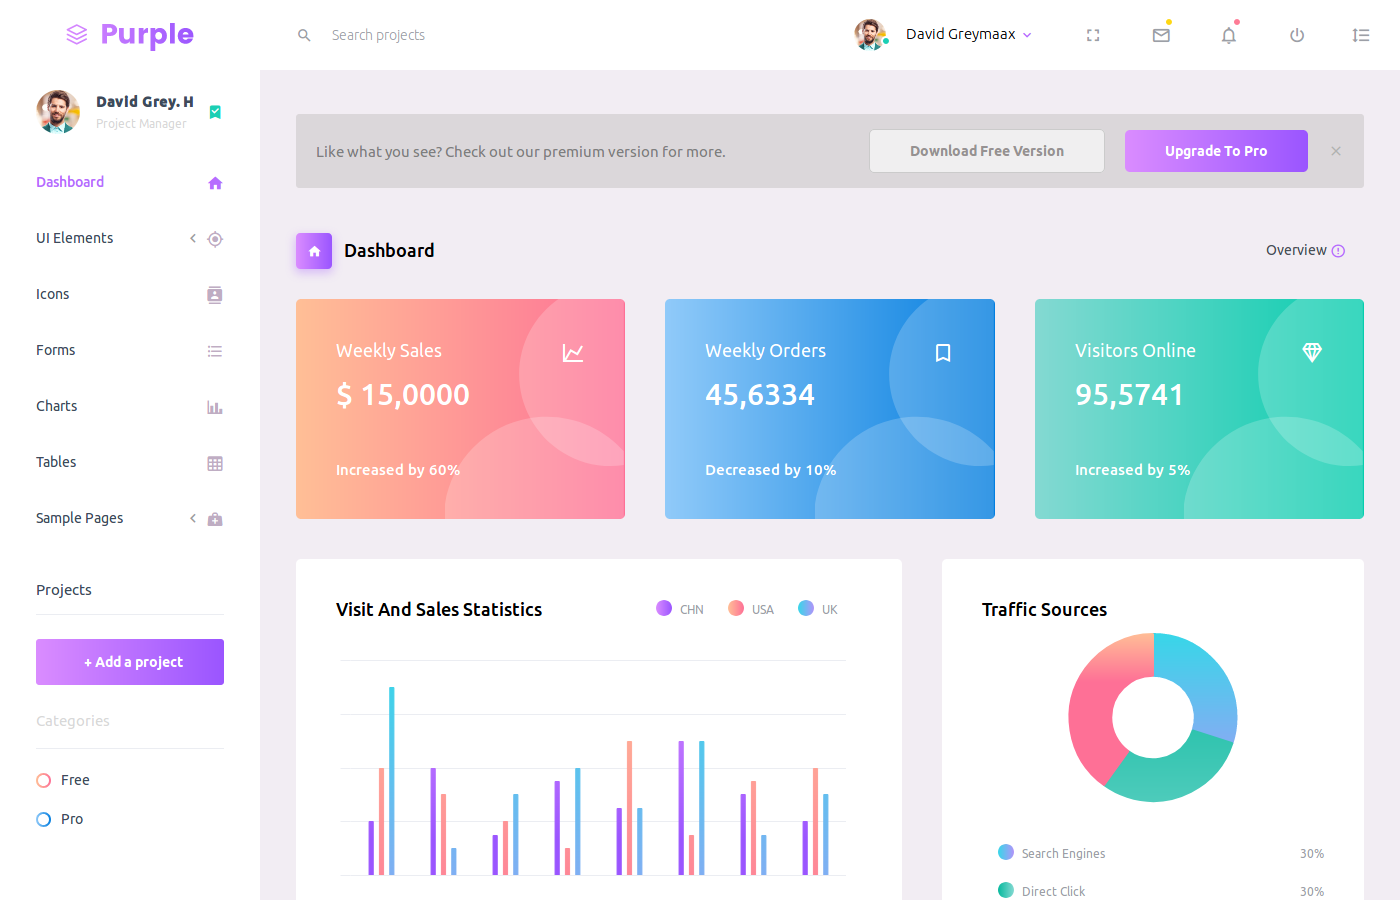 Purple
Search projects
David Greymaax
David Grey. H
Project Manager
Dashboard
UI Elements
Icons
Forms
Charts
Tables
Sample Pages
Projects
+ Add a project
Categories
Free
Pro
Like what you see? Check out our premium version for more.
Download Free Version
Upgrade To Pro
Dashboard
Overview
Weekly Sales
$ 15,0000
Increased by 60%
Weekly Orders
45,6334
Decreased by 10%
Visitors Online
95,5741
Increased by 5%
Visit And Sales Statistics
CHN USA UK
Traffic Sources
Search Engines 30%
Direct Click 30%